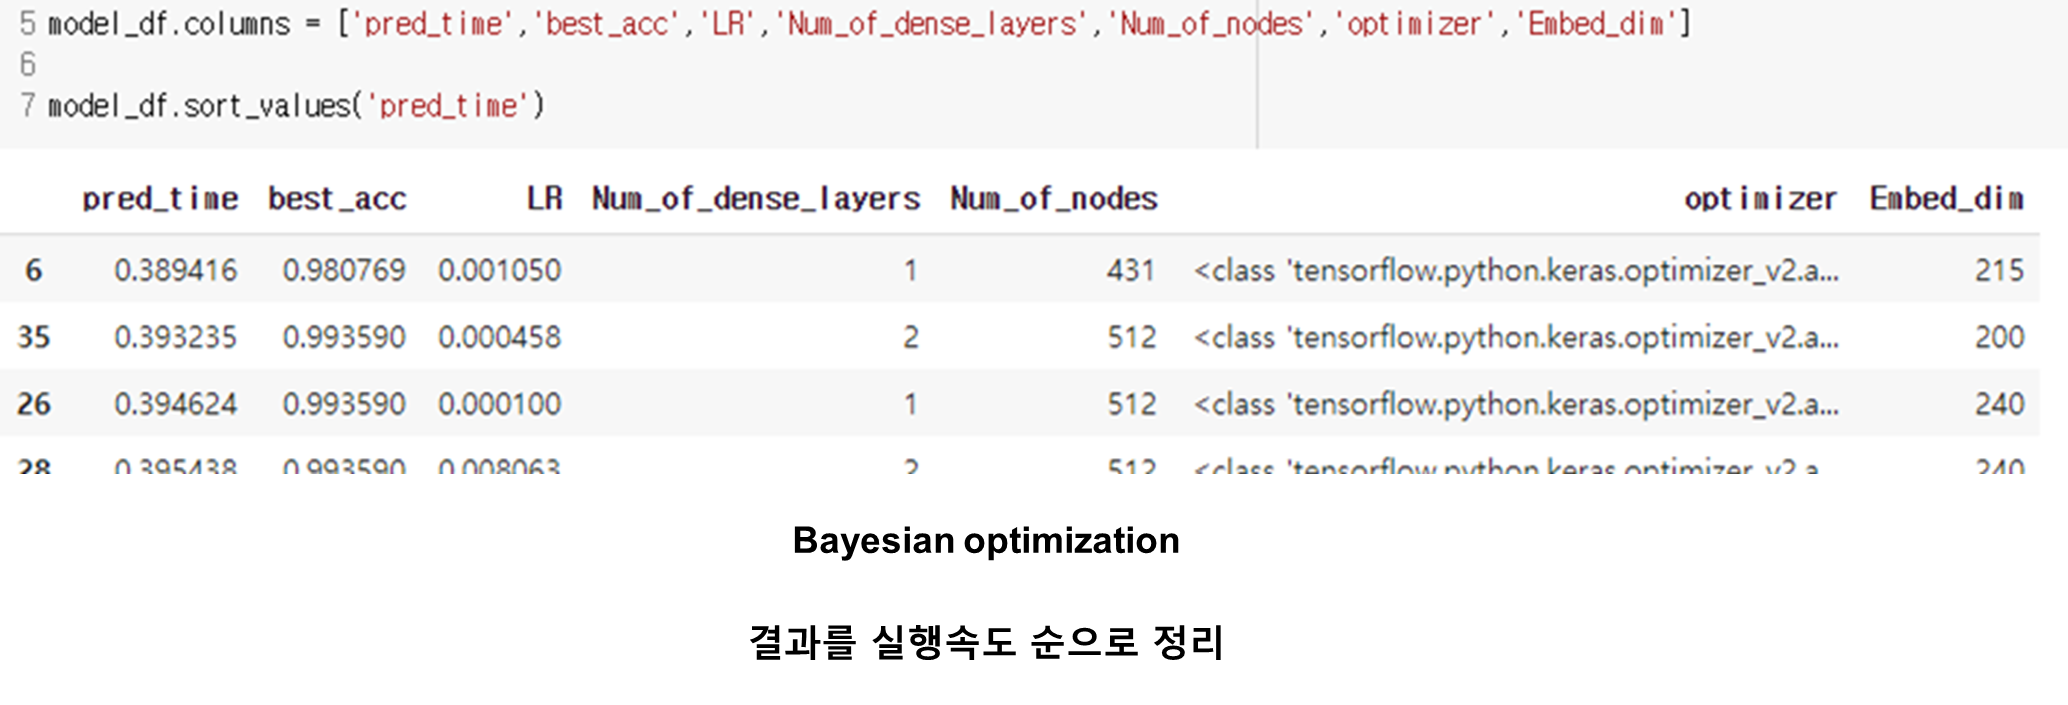 5 model_df.columns = ['pred_time','best_acc','LR','Num_of_dense_layers','Num_of_nodes','optimizer','Embed_dim']
6
7 model_df.sort_values('pred_time')
pred_time best_acc LR Num_of_dense_layers Num_of_nodes optimizer Embed_dim
6 0.389416 0.980769 0.001050 1 431 <class 'tensorflow.python.keras.optimizer_v2.a... 215
35 0.393235 0.993590 0.000458 2 512 <class 'tensorflow.python.keras.optimizer_v2.a... 200
26 0.394624 0.993590 0.000100 1 512 <class 'tensorflow.python.keras.optimizer_v2.a... 240
28 0.395438 0.993590 0.008063 2 512 <class 'tensorflow.python.keras.optimizer_v2.a... 240
Bayesian optimization
결과를 실행속도 순으로 정리